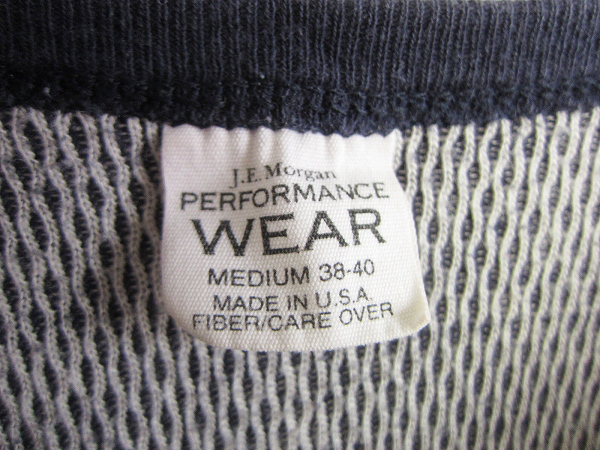 J.E. Morgan
PERFORMANCE
WEAR
MEDIUM 38-40
MADE IN U.S.A.
FIBER/CARE OVER